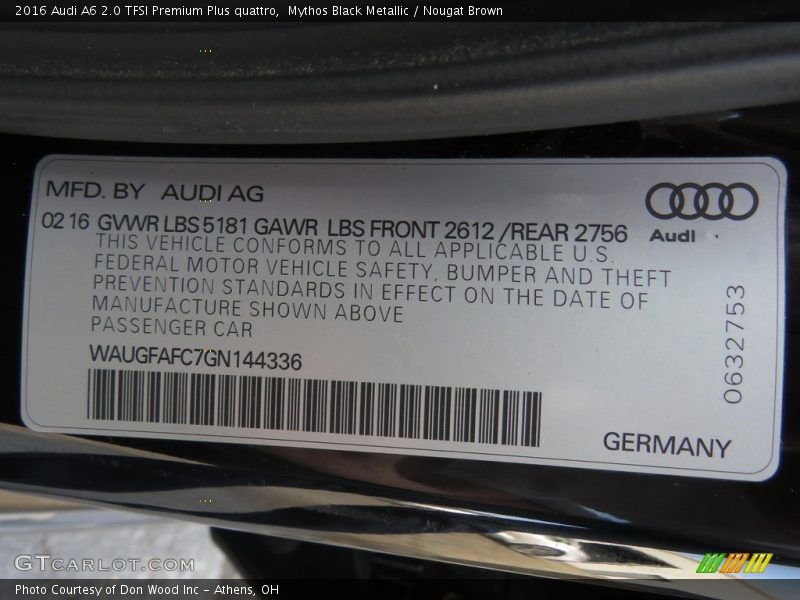 2016 Audi A6 2.0 TFSI Premium Plus quattro,  Mythos Black Metallic / Nougat Brown
MFD. BY  AUDI AG
02 16  GVWR LBS 5181 GAWR  LBS FRONT 2612 /REAR 2756
Audi
THIS VEHICLE CONFORMS TO ALL APPLICABLE U.S.
FEDERAL MOTOR VEHICLE SAFETY, BUMPER AND THEFT
PREVENTION STANDARDS IN EFFECT ON THE DATE OF
MANUFACTURE SHOWN ABOVE
PASSENGER CAR
WAUGFAFC7GN144336
0632753
GERMANY
GTCARLOT.COM
Photo Courtesy of Don Wood Inc - Athens, OH